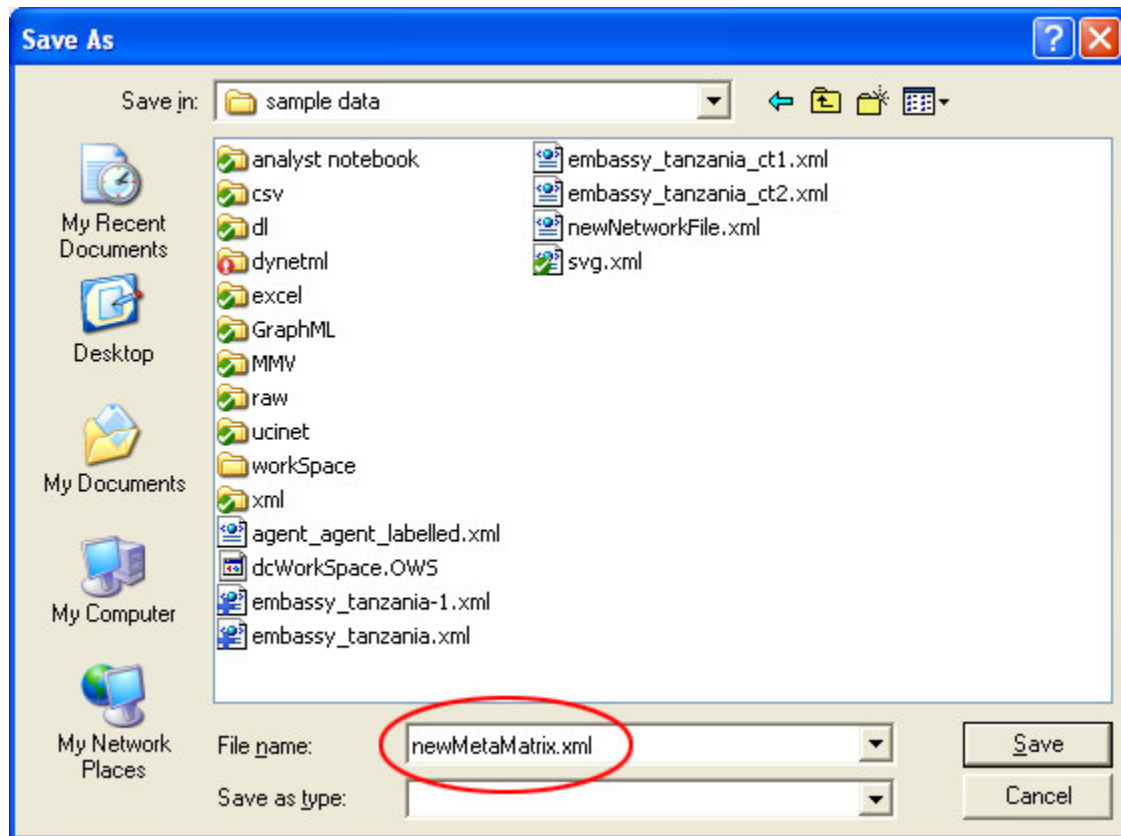 Save As
Save in:
sample data
My Recent
Documents
Desktop
My Documents
My Computer
My Network
Places
analyst notebook
csv
dl
dynetml
excel
GraphML
MMV
raw
ucinet
workSpace
xml
agent_agent_labelled.xml
dcWorkSpace.OWS
embassy_tanzania-1.xml
embassy_tanzania.xml
embassy_tanzania_ct1.xml
embassy_tanzania_ct2.xml
newNetworkFile.xml
svg.xml
File name:
newMetaMatrix.xml
Save
Save as type:
Cancel